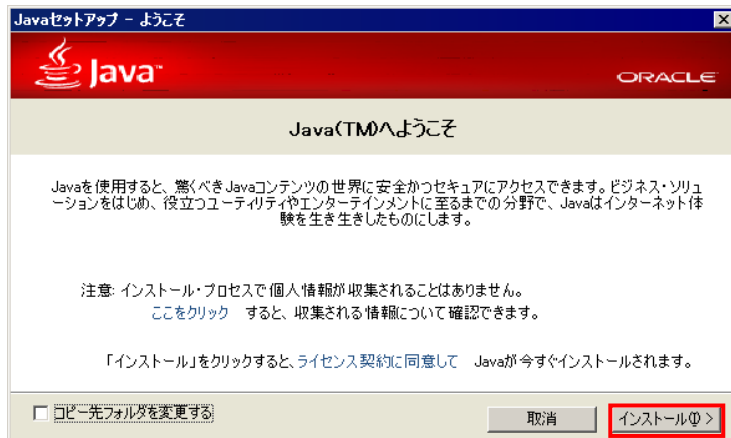 Javaセットアップ - ようこそ
Java™
ORACLE
Java(TM)へようこそ
Javaを使用すると、驚くべきJavaコンテンツの世界に安全かつセキュアにアクセスできます。ビジネス・ソリュ
ーションをはじめ、役立つユーティリティやエンターテインメントに至るまでの分野で、Javaはインターネット体
験を生き生きしたものにします。
注意: インストール・プロセスで個人情報が収集されることはありません。
ここをクリック すると、収集される情報について確認できます。
「インストール」をクリックすると、ライセンス契約に同意して Javaが今すぐインストールされます。
コピー先フォルダを変更する
取消
インストール(I) >